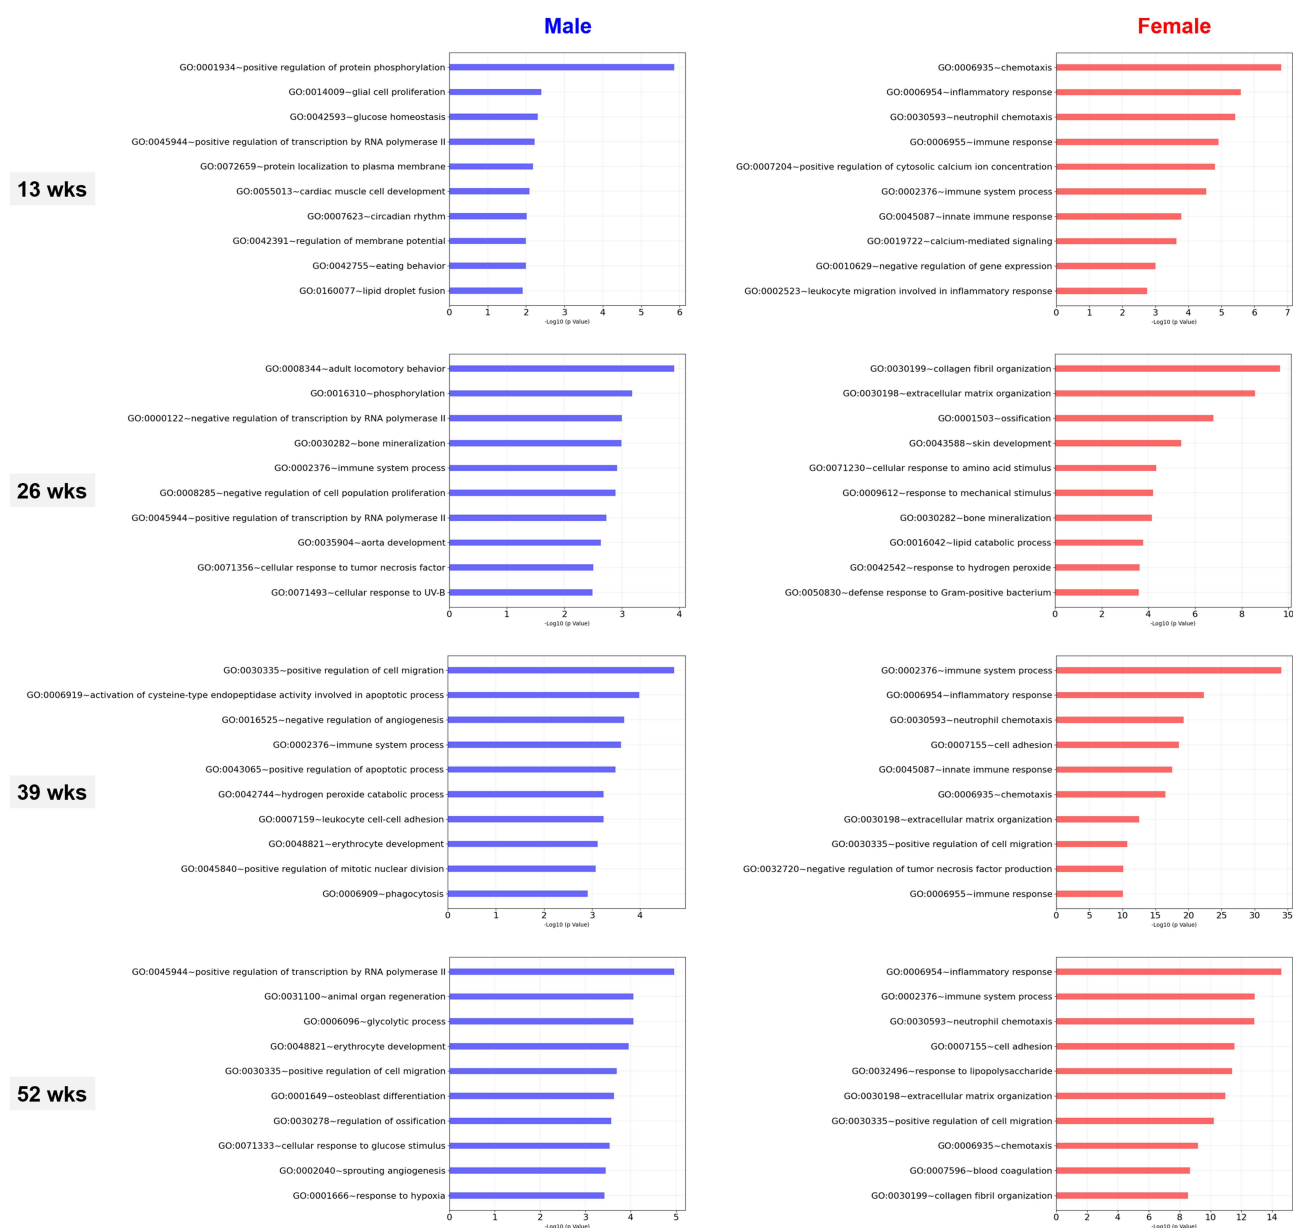 Male
Female
13 wks
GO:0001934~positive regulation of protein phosphorylation
GO:0014009~glial cell proliferation
GO:0042593~glucose homeostasis
GO:0045944~positive regulation of transcription by RNA polymerase II
GO:0072659~protein localization to plasma membrane
GO:0055013~cardiac muscle cell development
GO:0007623~circadian rhythm
GO:0042391~regulation of membrane potential
GO:0042755~eating behavior
GO:0160077~lipid droplet fusion
0 1 2 3 4 5 6
-Log10 (p Value)
GO:0006935~chemotaxis
GO:0006954~inflammatory response
GO:0030593~neutrophil chemotaxis
GO:0006955~immune response
GO:0007204~positive regulation of cytosolic calcium ion concentration
GO:0002376~immune system process
GO:0045087~innate immune response
GO:0019722~calcium-mediated signaling
GO:0010629~negative regulation of gene expression
GO:0002523~leukocyte migration involved in inflammatory response
0 1 2 3 4 5 6 7
-Log10 (p Value)
26 wks
GO:0008344~adult locomotory behavior
GO:0016310~phosphorylation
GO:0000122~negative regulation of transcription by RNA polymerase II
GO:0030282~bone mineralization
GO:0002376~immune system process
GO:0008285~negative regulation of cell population proliferation
GO:0045944~positive regulation of transcription by RNA polymerase II
GO:0035904~aorta development
GO:0071356~cellular response to tumor necrosis factor
GO:0071493~cellular response to UV-B
0 1 2 3 4
-Log10 (p Value)
GO:0030199~collagen fibril organization
GO:0030198~extracellular matrix organization
GO:0001503~ossification
GO:0043588~skin development
GO:0071230~cellular response to amino acid stimulus
GO:0009612~response to mechanical stimulus
GO:0030282~bone mineralization
GO:0016042~lipid catabolic process
GO:0042542~response to hydrogen peroxide
GO:0050830~defense response to Gram-positive bacterium
0 2 4 6 8 10
-Log10 (p Value)
39 wks
GO:0030335~positive regulation of cell migration
GO:0006919~activation of cysteine-type endopeptidase activity involved in apoptotic process
GO:0016525~negative regulation of angiogenesis
GO:0002376~immune system process
GO:0043065~positive regulation of apoptotic process
GO:0042744~hydrogen peroxide catabolic process
GO:0007159~leukocyte cell-cell adhesion
GO:0048821~erythrocyte development
GO:0045840~positive regulation of mitotic nuclear division
GO:0006909~phagocytosis
0 1 2 3 4
-Log10 (p Value)
GO:0002376~immune system process
GO:0006954~inflammatory response
GO:0030593~neutrophil chemotaxis
GO:0007155~cell adhesion
GO:0045087~innate immune response
GO:0006935~chemotaxis
GO:0030198~extracellular matrix organization
GO:0030335~positive regulation of cell migration
GO:0032720~negative regulation of tumor necrosis factor production
GO:0006955~immune response
0 5 10 15 20 25 30 35
-Log10 (p Value)
52 wks
GO:0045944~positive regulation of transcription by RNA polymerase II
GO:0031100~animal organ regeneration
GO:0006096~glycolytic process
GO:0048821~erythrocyte development
GO:0030335~positive regulation of cell migration
GO:0001649~osteoblast differentiation
GO:0030278~regulation of ossification
GO:0071333~cellular response to glucose stimulus
GO:0002040~sprouting angiogenesis
GO:0001666~response to hypoxia
0 1 2 3 4 5
-Log10 (p Value)
GO:0006954~inflammatory response
GO:0002376~immune system process
GO:0030593~neutrophil chemotaxis
GO:0007155~cell adhesion
GO:0032496~response to lipopolysaccharide
GO:0030198~extracellular matrix organization
GO:0030335~positive regulation of cell migration
GO:0006935~chemotaxis
GO:0007596~blood coagulation
GO:0030199~collagen fibril organization
0 2 4 6 8 10 12 14
-Log10 (p Value)